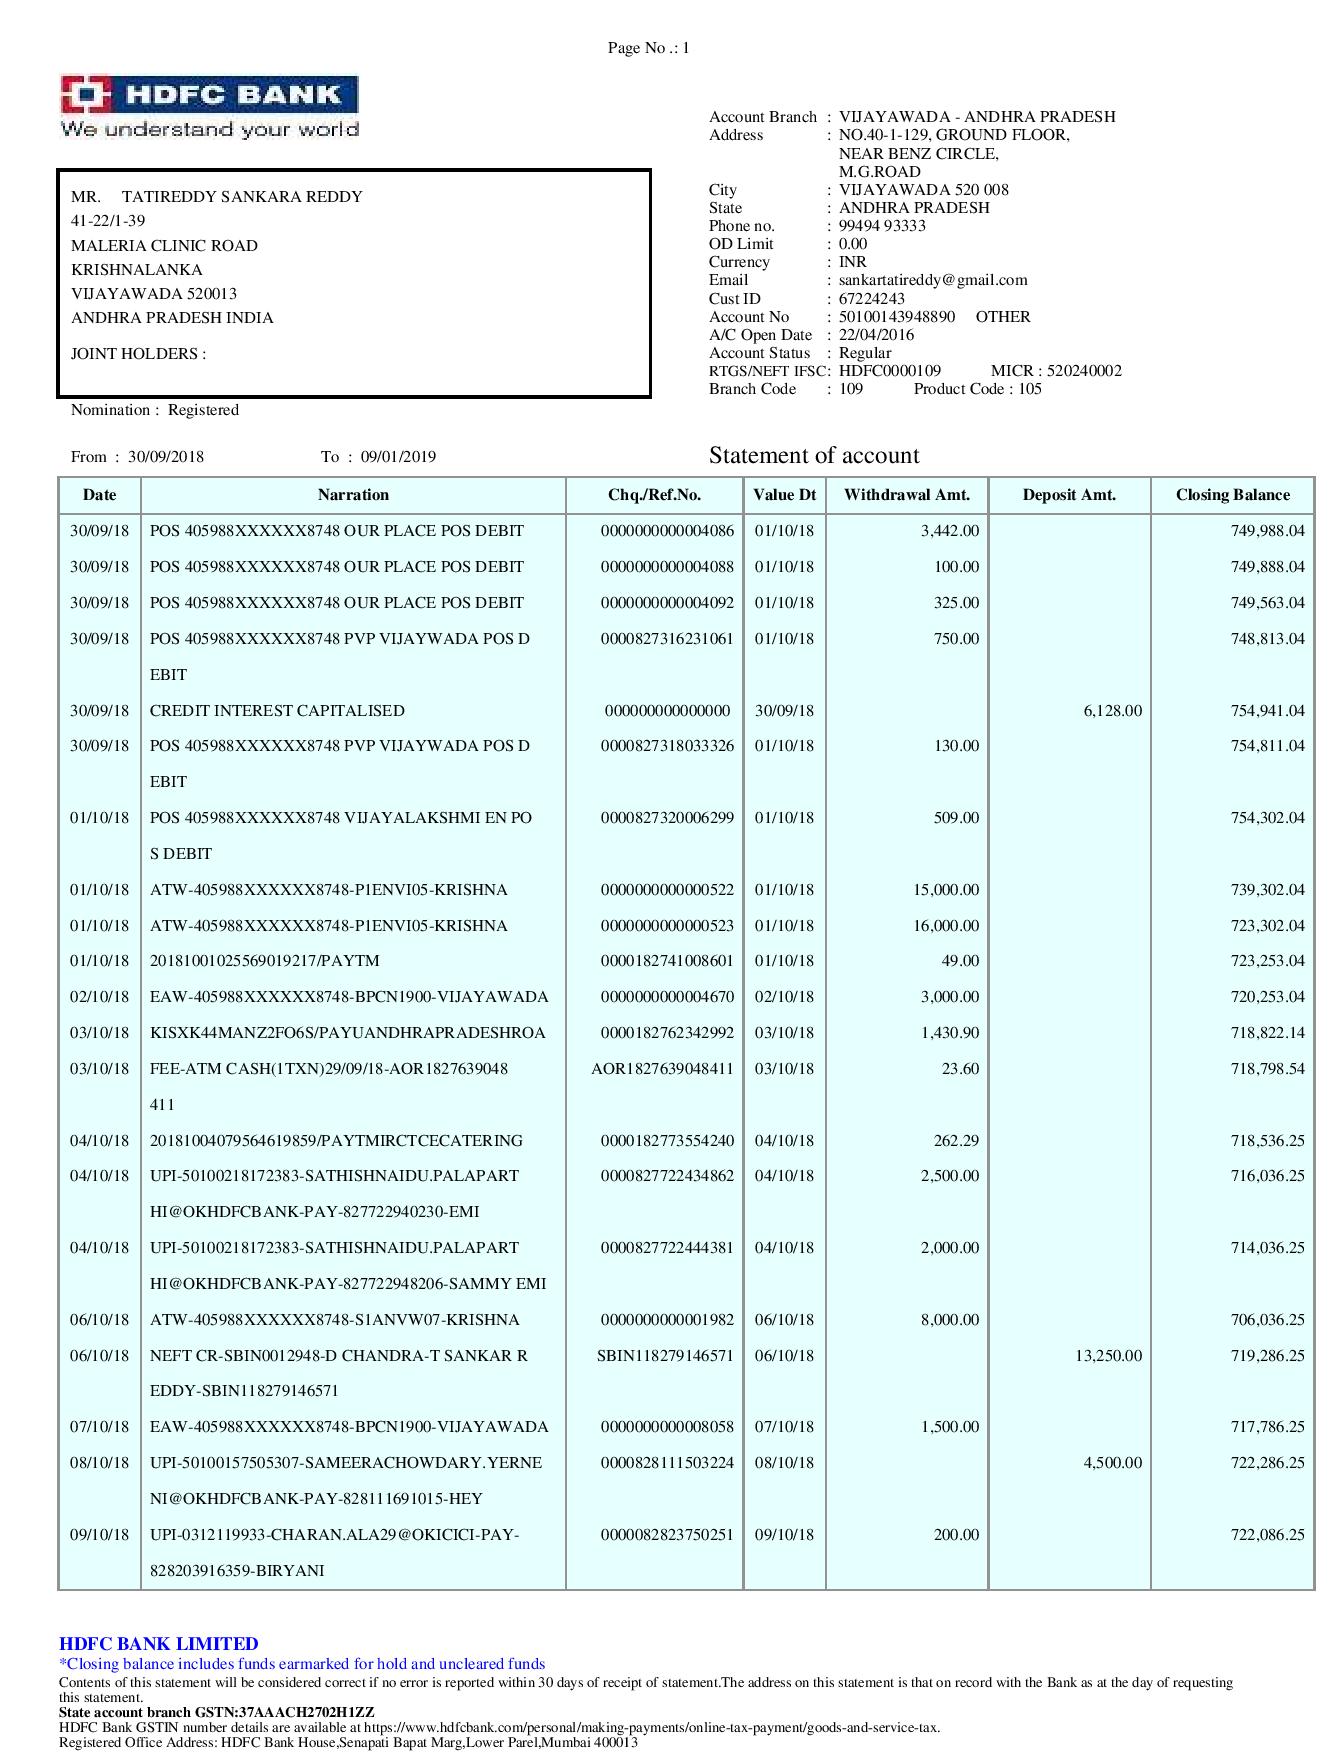 Page No .: 1
HDFC BANK
We understand your world
MR. TATIREDDY SANKARA REDDY
41-22/1-39
MALERIA CLINIC ROAD
KRISHNALANKA
VIJAYAWADA 520013
ANDHRA PRADESH INDIA
JOINT HOLDERS :
Nomination : Registered
Account Branch : VIJAYAWADA - ANDHRA PRADESH
Address : NO.40-1-129, GROUND FLOOR,
NEAR BENZ CIRCLE,
M.G.ROAD
City : VIJAYAWADA 520 008
State : ANDHRA PRADESH
Phone no. : 99494 93333
OD Limit : 0.00
Currency : INR
Email : sankartatireddy@gmail.com
Cust ID : 67224243
Account No : 50100143948890 OTHER
A/C Open Date : 22/04/2016
Account Status : Regular
RTGS/NEFT IFSC: HDFC0000109 MICR : 520240002
Branch Code : 109 Product Code : 105
From : 30/09/2018 To : 09/01/2019 Statement of account
Date Narration Chq./Ref.No. Value Dt Withdrawal Amt. Deposit Amt. Closing Balance
30/09/18 POS 405988XXXXXX8748 OUR PLACE POS DEBIT 0000000000004086 01/10/18 3,442.00 749,988.04
30/09/18 POS 405988XXXXXX8748 OUR PLACE POS DEBIT 0000000000004088 01/10/18 100.00 749,888.04
30/09/18 POS 405988XXXXXX8748 OUR PLACE POS DEBIT 0000000000004092 01/10/18 325.00 749,563.04
30/09/18 POS 405988XXXXXX8748 PVP VIJAYWADA POS D 0000827316231061 01/10/18 750.00 748,813.04
EBIT
30/09/18 CREDIT INTEREST CAPITALISED 000000000000000 30/09/18 6,128.00 754,941.04
30/09/18 POS 405988XXXXXX8748 PVP VIJAYWADA POS D 0000827318033326 01/10/18 130.00 754,811.04
EBIT
01/10/18 POS 405988XXXXXX8748 VIJAYALAKSHMI EN PO 0000827320006299 01/10/18 509.00 754,302.04
S DEBIT
01/10/18 ATW-405988XXXXXX8748-P1ENVI05-KRISHNA 0000000000000522 01/10/18 15,000.00 739,302.04
01/10/18 ATW-405988XXXXXX8748-P1ENVI05-KRISHNA 0000000000000523 01/10/18 16,000.00 723,302.04
01/10/18 20181001025569019217/PAYTM 0000182741008601 01/10/18 49.00 723,253.04
02/10/18 EAW-405988XXXXXX8748-BPCN1900-VIJAYAWADA 0000000000004670 02/10/18 3,000.00 720,253.04
03/10/18 KISXK44MANZ2FO6S/PAYUANDHRAPRADESHROA 0000182762342992 03/10/18 1,430.90 718,822.14
03/10/18 FEE-ATM CASH(1TXN)29/09/18-AOR1827639048 AOR1827639048411 03/10/18 23.60 718,798.54
411
04/10/18 20181004079564619859/PAYTMIRCTCECATERING 0000182773554240 04/10/18 262.29 718,536.25
04/10/18 UPI-50100218172383-SATHISHNAIDU.PALAPART 0000827722434862 04/10/18 2,500.00 716,036.25
HI@OKHDFCBANK-PAY-827722940230-EMI
04/10/18 UPI-50100218172383-SATHISHNAIDU.PALAPART 0000827722444381 04/10/18 2,000.00 714,036.25
HI@OKHDFCBANK-PAY-827722948206-SAMMY EMI
06/10/18 ATW-405988XXXXXX8748-S1ANVW07-KRISHNA 0000000000001982 06/10/18 8,000.00 706,036.25
06/10/18 NEFT CR-SBIN0012948-D CHANDRA-T SANKAR R SBIN118279146571 06/10/18 13,250.00 719,286.25
EDDY-SBIN118279146571
07/10/18 EAW-405988XXXXXX8748-BPCN1900-VIJAYAWADA 0000000000008058 07/10/18 1,500.00 717,786.25
08/10/18 UPI-50100157505307-SAMEERACHOWDARY.YERNE 0000828111503224 08/10/18 4,500.00 722,286.25
NI@OKHDFCBANK-PAY-828111691015-HEY
09/10/18 UPI-0312119933-CHARAN.ALA29@OKICICI-PAY- 0000082823750251 09/10/18 200.00 722,086.25
828203916359-BIRYANI
HDFC BANK LIMITED
*Closing balance includes funds earmarked for hold and uncleared funds
Contents of this statement will be considered correct if no error is reported within 30 days of receipt of statement.The address on this statement is that on record with the Bank as at the day of requesting
this statement.
State account branch GSTN:37AAACH2702H1ZZ
HDFC Bank GSTIN number details are available at https://www.hdfcbank.com/personal/making-payments/online-tax-payment/goods-and-service-tax.
Registered Office Address: HDFC Bank House,Senapati Bapat Marg,Lower Parel,Mumbai 400013